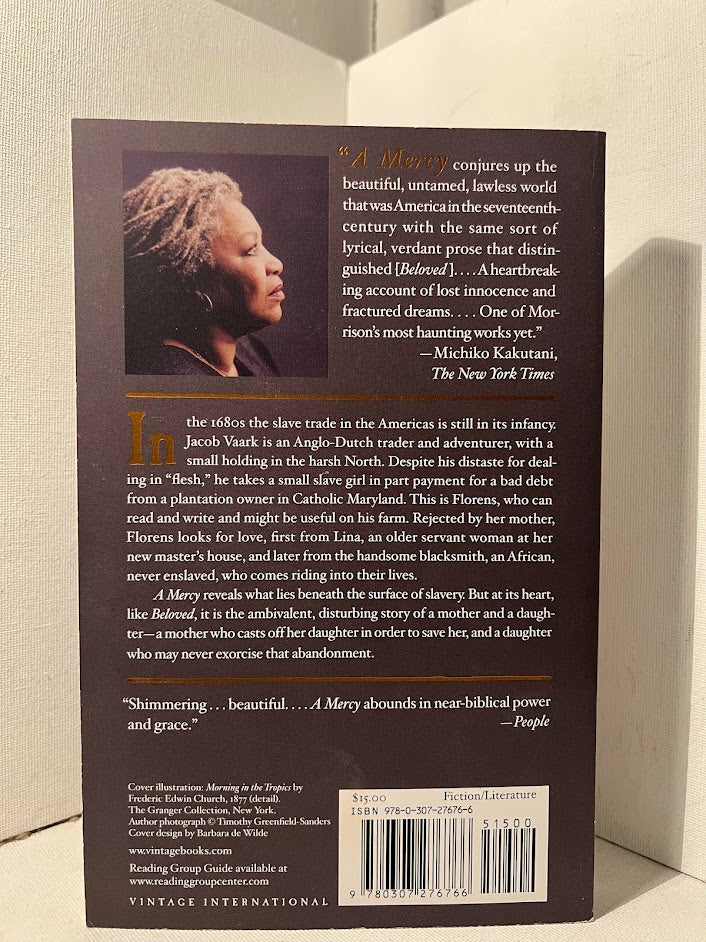 “A Mercy conjures up the
beautiful, untamed, lawless world
that was America in the seventeenth-
century with the same sort of
lyrical, verdant prose that distin-
guished [Beloved]. . . . A heartbreak-
ing account of lost innocence and
fractured dreams. . . . One of Mor-
rison’s most haunting works yet.”
—Michiko Kakutani,
The New York Times
In the 1680s the slave trade in the Americas is still in its infancy.
Jacob Vaark is an Anglo-Dutch trader and adventurer, with a
small holding in the harsh North. Despite his distaste for deal-
ing in “flesh,” he takes a small slave girl in part payment for a bad debt
from a plantation owner in Catholic Maryland. This is Florens, who can
read and write and might be useful on his farm. Rejected by her mother,
Florens looks for love, first from Lina, an older servant woman at her
new master’s house, and later from the handsome blacksmith, an African,
never enslaved, who comes riding into their lives.
A Mercy reveals what lies beneath the surface of slavery. But at its heart,
like Beloved, it is the ambivalent, disturbing story of a mother and a daugh-
ter—a mother who casts off her daughter in order to save her, and a daughter
who may never exorcise that abandonment.
“Shimmering . . . beautiful. . . . A Mercy abounds in near-biblical power
and grace.”
—People
Cover illustration: Morning in the Tropics by
Frederic Edwin Church, 1877 (detail).
The Granger Collection, New York.
Author photograph © Timothy Greenfield-Sanders
Cover design by Barbara de Wilde
www.vintagebooks.com
Reading Group Guide available at
www.readinggroupcenter.com
VINTAGE INTERNATIONAL
$15.00 Fiction/Literature
ISBN 978-0-307-27676-6
51500
9 780307 276766